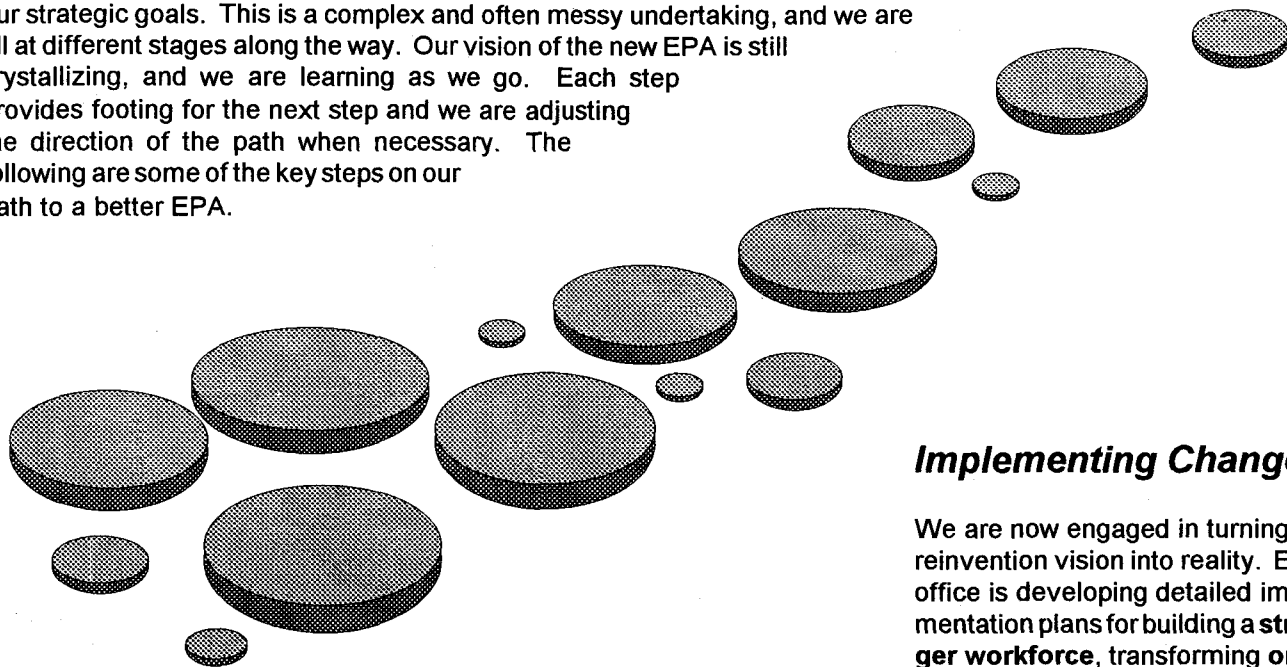 ur strategic goals. This is a complex and often messy undertaking, and we are
ll at different stages along the way. Our vision of the new EPA is still
rystallizing, and we are learning as we go. Each step
rovides footing for the next step and we are adjusting
he direction of the path when necessary. The
ollowing are some of the key steps on our
ath to a better EPA.
Implementing Change
We are now engaged in turning
reinvention vision into reality. E
office is developing detailed im
mentation plans for building a str
ger workforce, transforming or